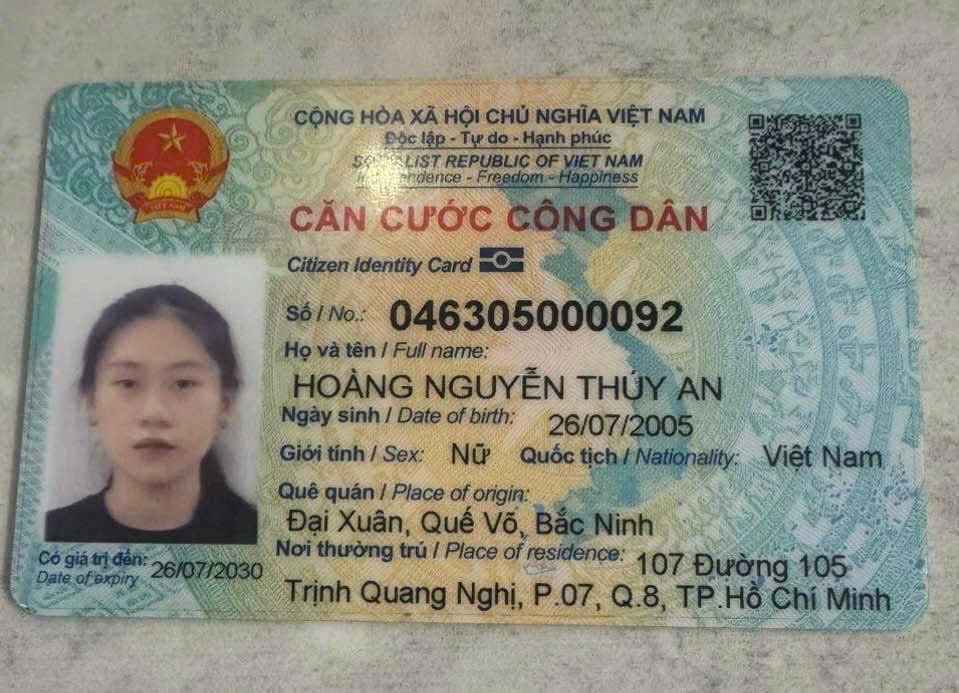 CỘNG HÒA XÃ HỘI CHỦ NGHĨA VIỆT NAM
Độc lập - Tự do - Hạnh phúc
REPUBLIC OF VIET NAM
- Freedom - Happiness
CĂN CƯỚC CÔNG DÂN
Citizen Identity Card
Số / No.: 046305000092
Họ và tên / Full name:
HOÀNG NGUYỄN THÚY AN
Ngày sinh / Date of birth: 26/07/2005
Giới tính / Sex: Nữ Quốc tịch / Nationality: Việt Nam
Quê quán / Place of origin:
Đại Xuân, Quế Võ, Bắc Ninh
Nơi thường trú / Place of residence: 107 Đường 105
Trịnh Quang Nghị, P.07, Q.8, TP.Hồ Chí Minh
Có giá trị đến: 26/07/2030
Date of expiry